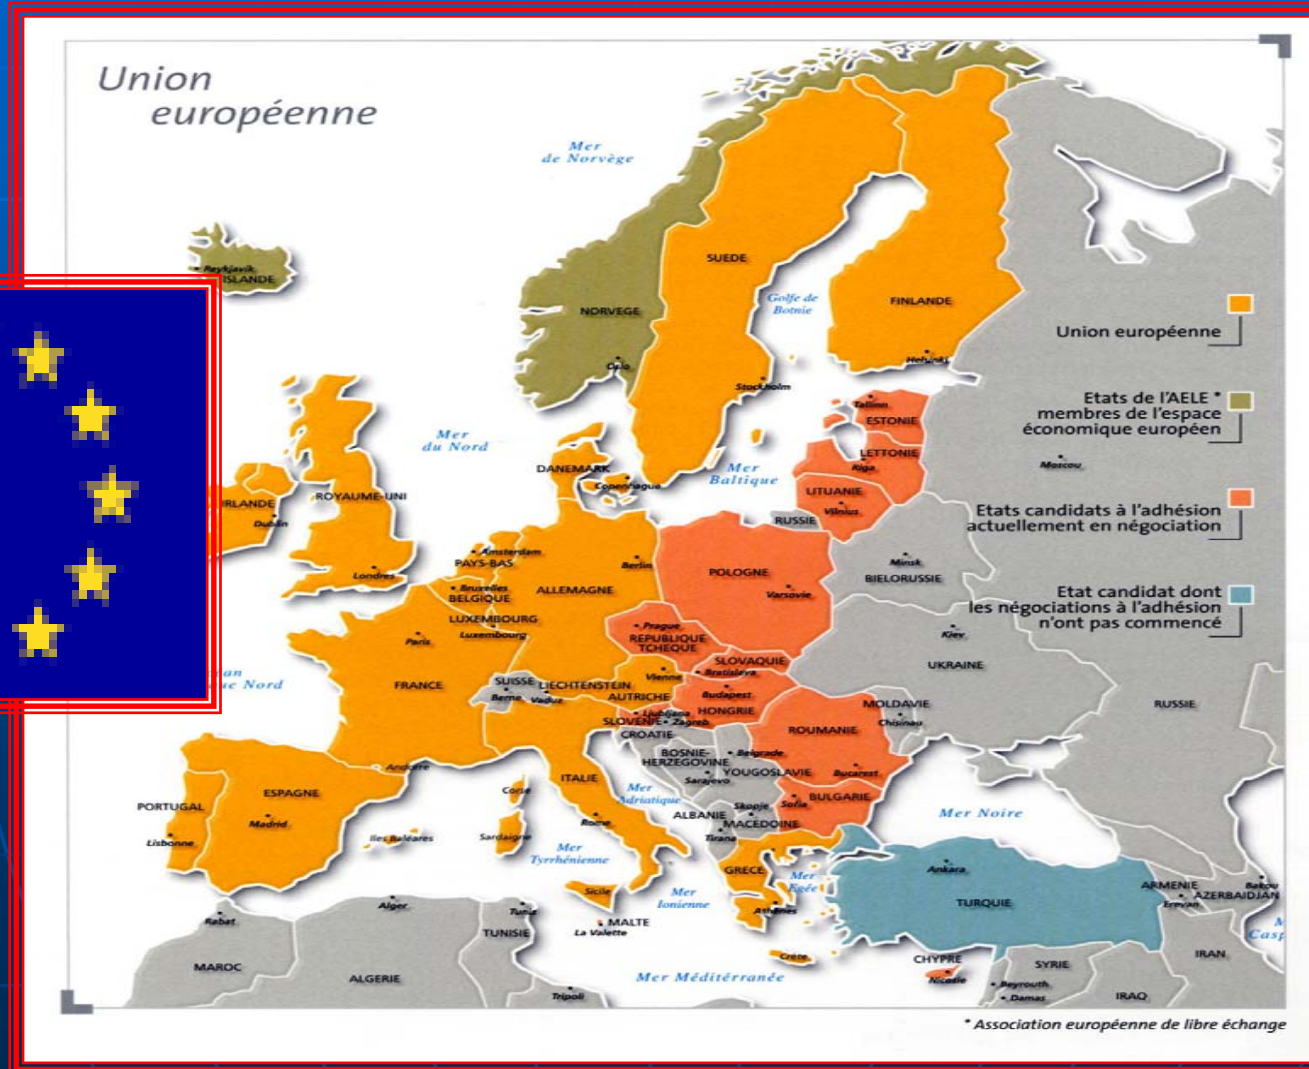 Union
européenne
Mer
de Norvège
Reykjavik
ISLANDE
SUEDE
NORVEGE
Golfe de
Botnie
FINLANDE
Oslo
Helsinki
Stockholm
Union européenne
Etats de l'AELE *
membres de l'espace
économique européen
Tallinn
ESTONIE
Mer
du Nord
LETTONIE
Riga
Moscou
DANEMARK
Copenhague
Mer
Baltique
LITUANIE
Vilnius
IRLANDE
Dublin
ROYAUME-UNI
Londres
RUSSIE
Etats candidats à l'adhésion
actuellement en négociation
Amsterdam
PAYS-BAS
Berlin
Minsk
BIELORUSSIE
Bruxelles
BELGIQUE
ALLEMAGNE
POLOGNE
Varsovie
Etat candidat dont
les négociations à l'adhésion
n'ont pas commencé
LUXEMBOURG
Luxembourg
Paris
Prague
REPUBLIQUE
TCHEQUE
Kiev
UKRAINE
SLOVAQUIE
Bratislava
ue Nord
FRANCE
SUISSE
Berne
LIECHTENSTEIN
Vaduz
Vienne
AUTRICHE
Budapest
HONGRIE
MOLDAVIE
Chisinau
RUSSIE
Ljubljana
SLOVENIE
Zagreb
CROATIE
ROUMANIE
Bucarest
BOSNIE-
HERZEGOVINE
Sarajevo
Belgrade
YOUGOSLAVIE
Andorre
ITALIE
Corse
Mer
Adriatique
ESPAGNE
Madrid
PORTUGAL
Lisbonne
Iles Baléares
Sardaigne
Rome
Skopje
Sofia
BULGARIE
ALBANIE
MACEDOINE
Tirana
Mer Noire
Mer
Tyrrhénienne
Mer
Ionienne
GRECE
Mer
Egée
Athènes
Ankara
TURQUIE
ARMENIE
Erevan
Bakou
AZERBAIDJAN
Sicile
Alger
Tunis
TUNISIE
MALTE
La Valette
Rabat
MAROC
ALGERIE
Tripoli
Mer Méditérranée
Crète
CHYPRE
Nicosie
SYRIE
Beyrouth
Damas
IRAQ
IRAN
M
Casp
* Association européenne de libre échange